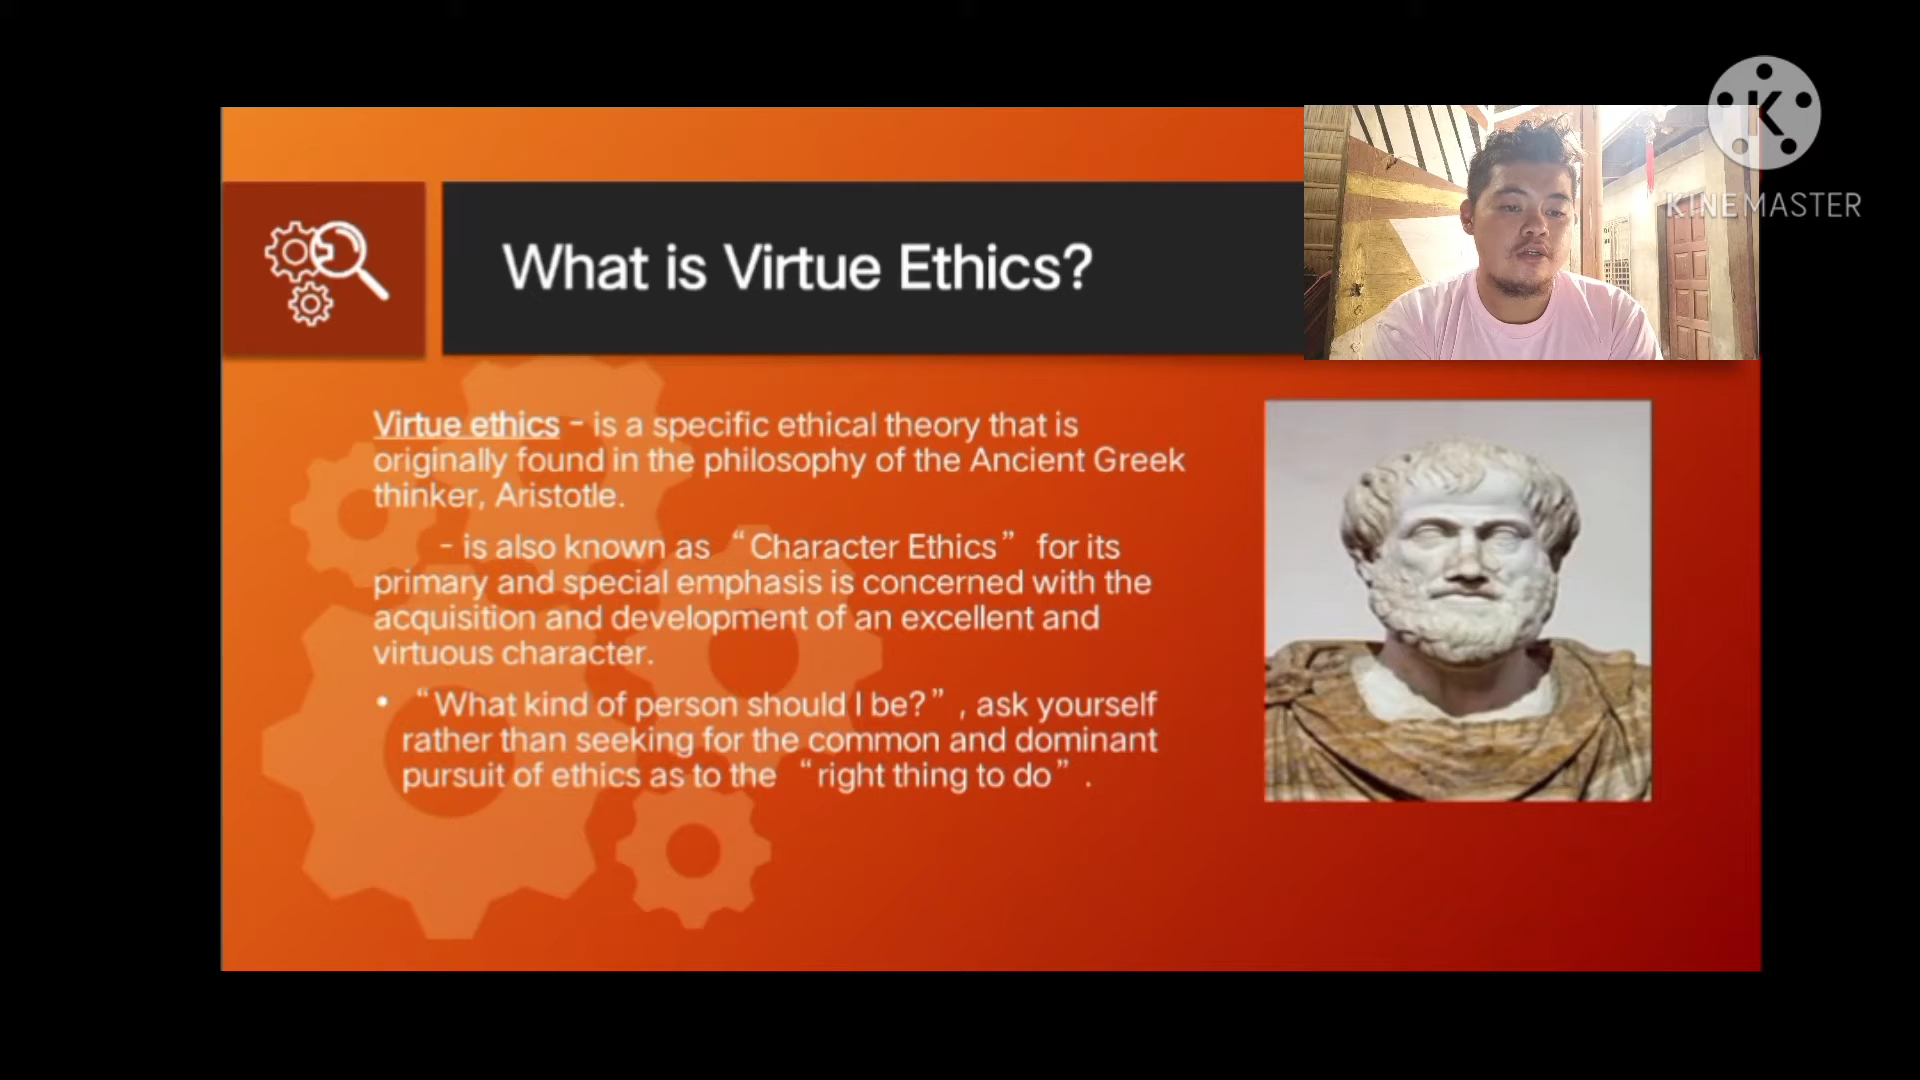 K
KINEMASTER
What is Virtue Ethics?
Virtue ethics - is a specific ethical theory that is
originally found in the philosophy of the Ancient Greek
thinker, Aristotle.
- is also known as “Character Ethics” for its
primary and special emphasis is concerned with the
acquisition and development of an excellent and
virtuous character.
• “What kind of person should I be?”, ask yourself
rather than seeking for the common and dominant
pursuit of ethics as to the “right thing to do”.